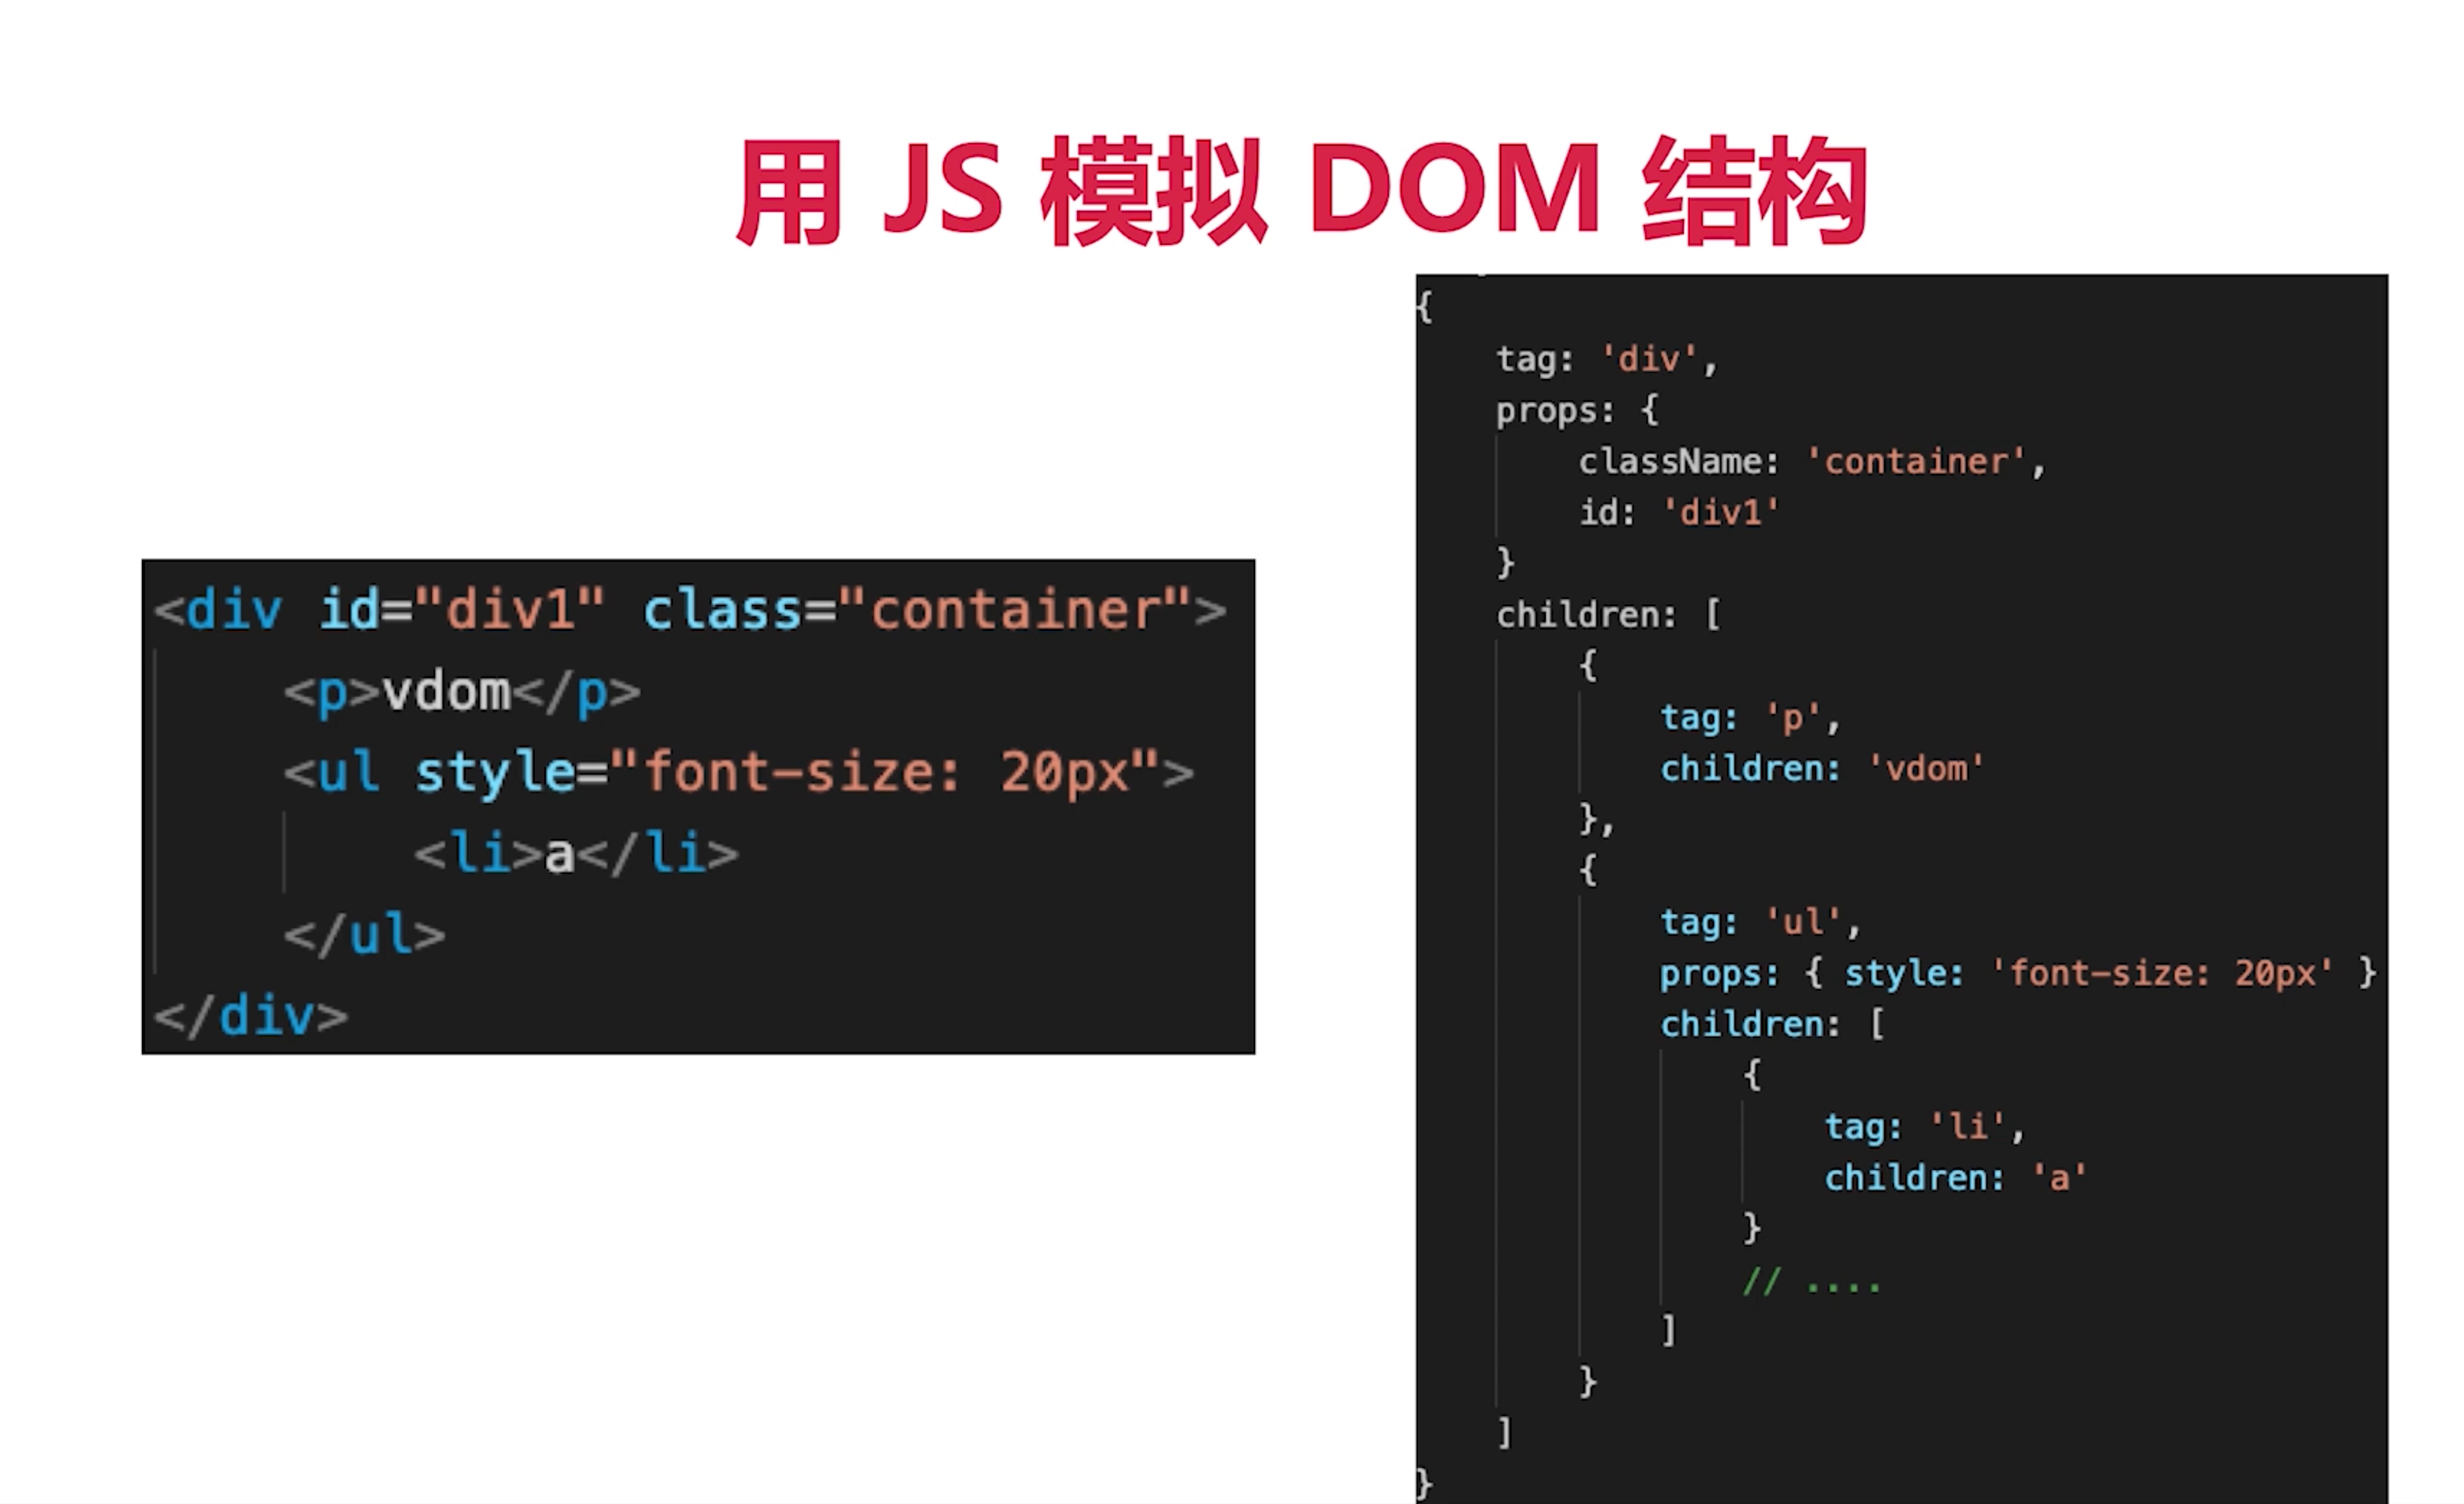 用 JS 模拟 DOM 结构
<div id="div1" class="container">
    <p>vdom</p>
    <ul style="font-size: 20px">
        <li>a</li>
    </ul>
</div>
{
    tag: 'div',
    props: {
        className: 'container',
        id: 'div1'
    }
    children: [
        {
            tag: 'p',
            children: 'vdom'
        },
        {
            tag: 'ul',
            props: { style: 'font-size: 20px' }
            children: [
                {
                    tag: 'li',
                    children: 'a'
                }
                // ....
            ]
        }
    ]
}